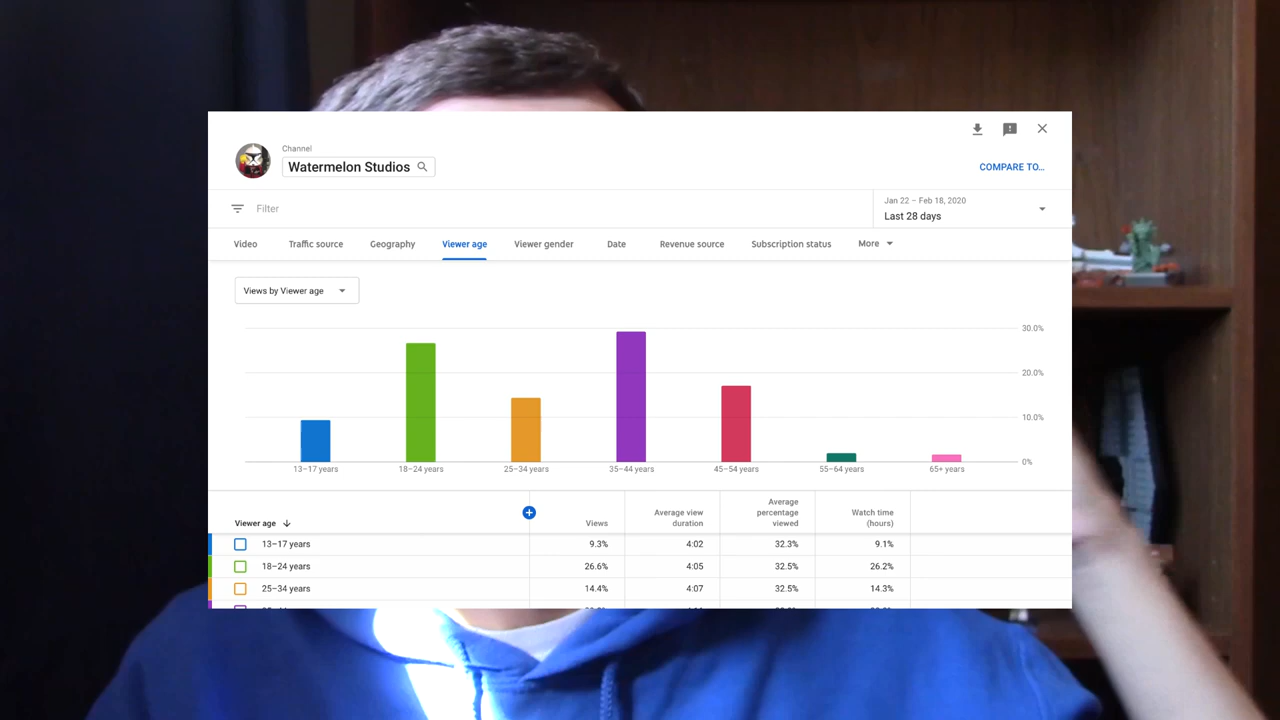 Channel
Watermelon Studios
COMPARE TO...
Filter
Jan 22 – Feb 18, 2020
Last 28 days
Video Traffic source Geography Viewer age Viewer gender Date Revenue source Subscription status More
Views by Viewer age
30.0%
20.0%
10.0%
0%
13–17 years 18–24 years 25–34 years 35–44 years 45–54 years 55–64 years 65+ years
Viewer age Views Average view duration Average percentage viewed Watch time (hours)
13–17 years 9.3% 4:02 32.3% 9.1%
18–24 years 26.6% 4:05 32.5% 26.2%
25–34 years 14.4% 4:07 32.5% 14.3%